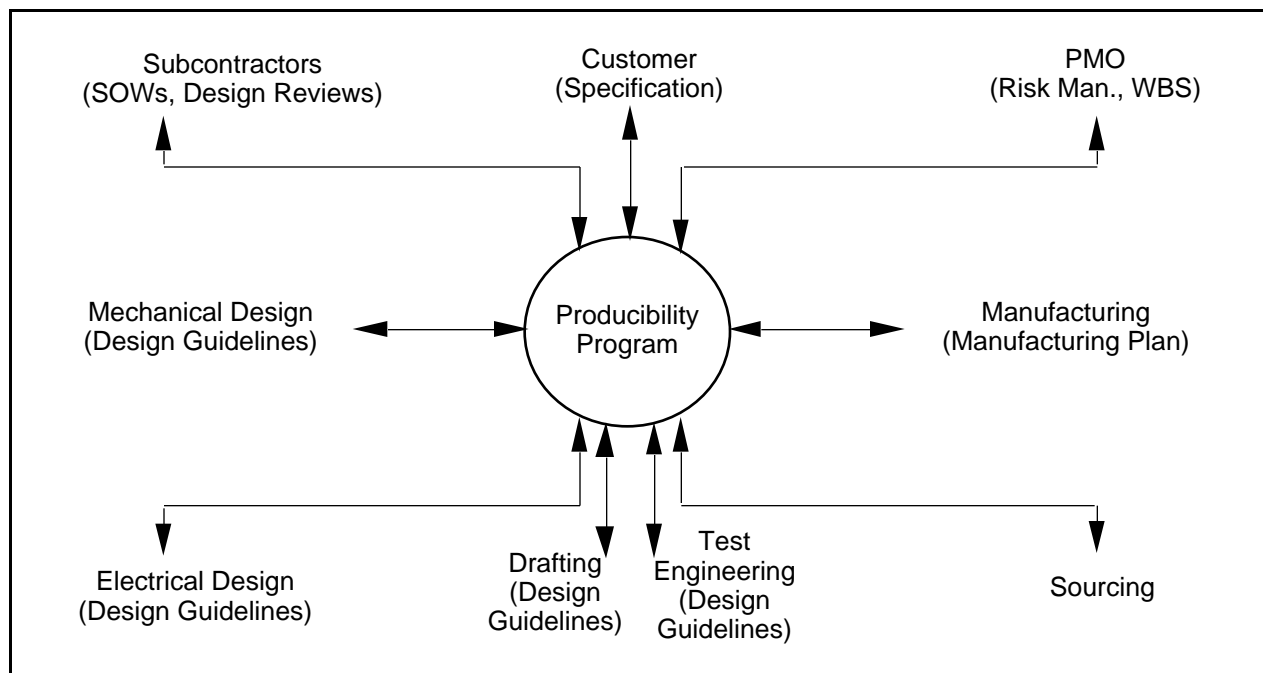 Subcontractors
(SOWs, Design Reviews)
Customer
(Specification)
PMO
(Risk Man., WBS)
Mechanical Design
(Design Guidelines)
Producibility
Program
Manufacturing
(Manufacturing Plan)
Electrical Design
(Design Guidelines)
Drafting
(Design
Guidelines)
Test
Engineering
(Design
Guidelines)
Sourcing